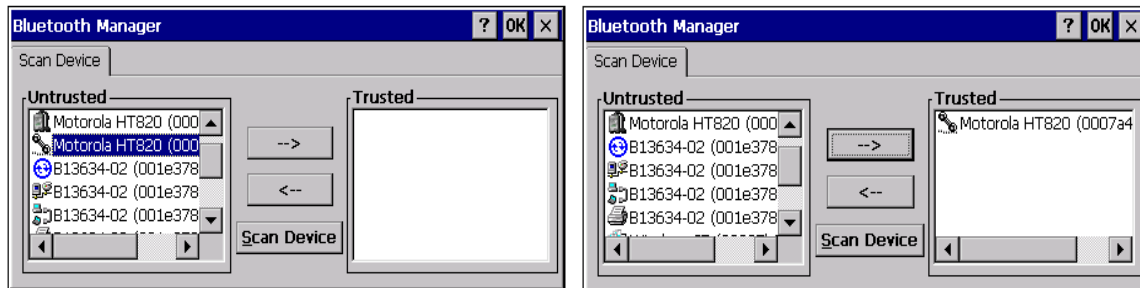 Bluetooth Manager ? OK ×
Scan Device
Untrusted
Trusted
Motorola HT820 (000
Motorola HT820 (000
B13634-02 (001e378
B13634-02 (001e378
B13634-02 (001e378
-->
<--
Scan Device
Bluetooth Manager ? OK ×
Scan Device
Untrusted
Trusted
Motorola HT820 (000
B13634-02 (001e378
B13634-02 (001e378
B13634-02 (001e378
B13634-02 (001e378
-->
<--
Scan Device
Motorola HT820 (0007a4